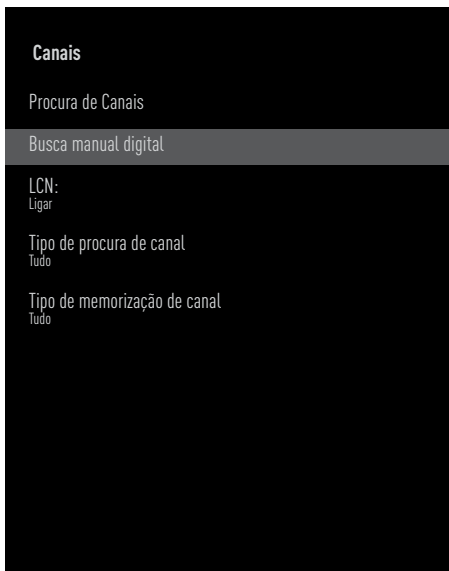 Canais
Procura de Canais
Busca manual digital
LCN:
Ligar
Tipo de procura de canal
Tudo
Tipo de memorização de canal
Tudo